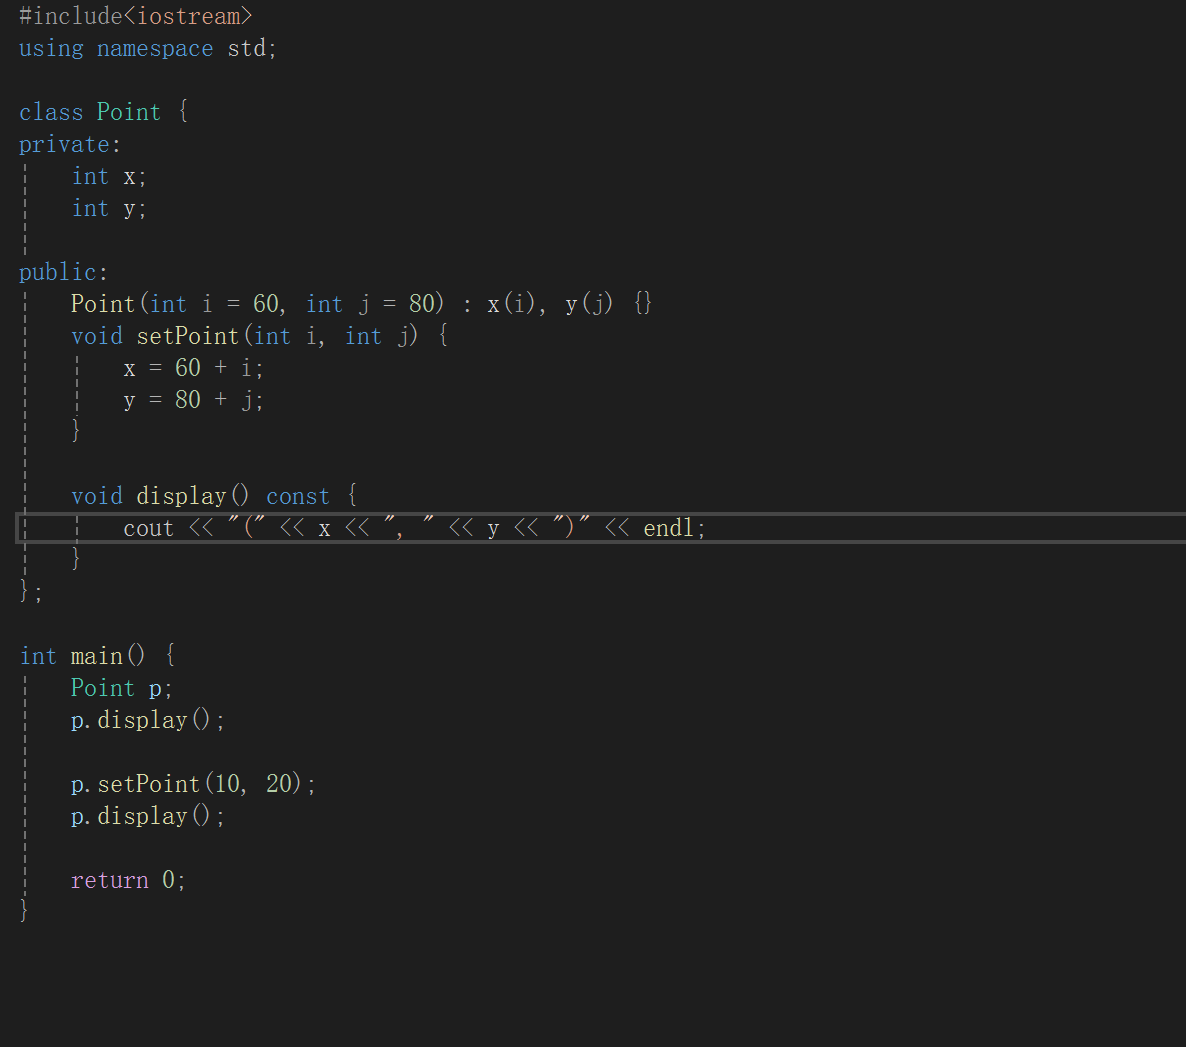 #include<iostream>
using namespace std;
class Point {
private:
    int x;
    int y;
public:
    Point(int i = 60, int j = 80) : x(i), y(j) {}
    void setPoint(int i, int j) {
        x = 60 + i;
        y = 80 + j;
    }
    void display() const {
        cout << "(" << x << ", " << y << ")" << endl;
    }
};
int main() {
    Point p;
    p.display();
    p.setPoint(10, 20);
    p.display();
    return 0;
}